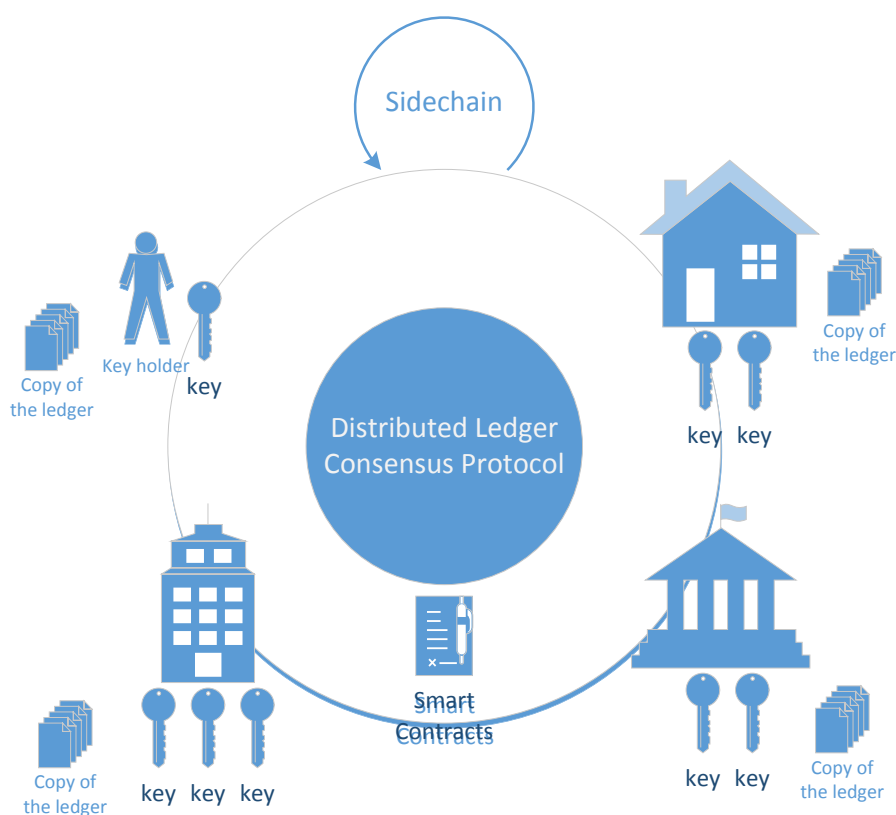 Sidechain
Key holder
key
Copy of
the ledger
Copy of
the ledger
key key
Distributed Ledger
Consensus Protocol
Smart
Contracts
key key key
Copy of
the ledger
key key
Copy of
the ledger